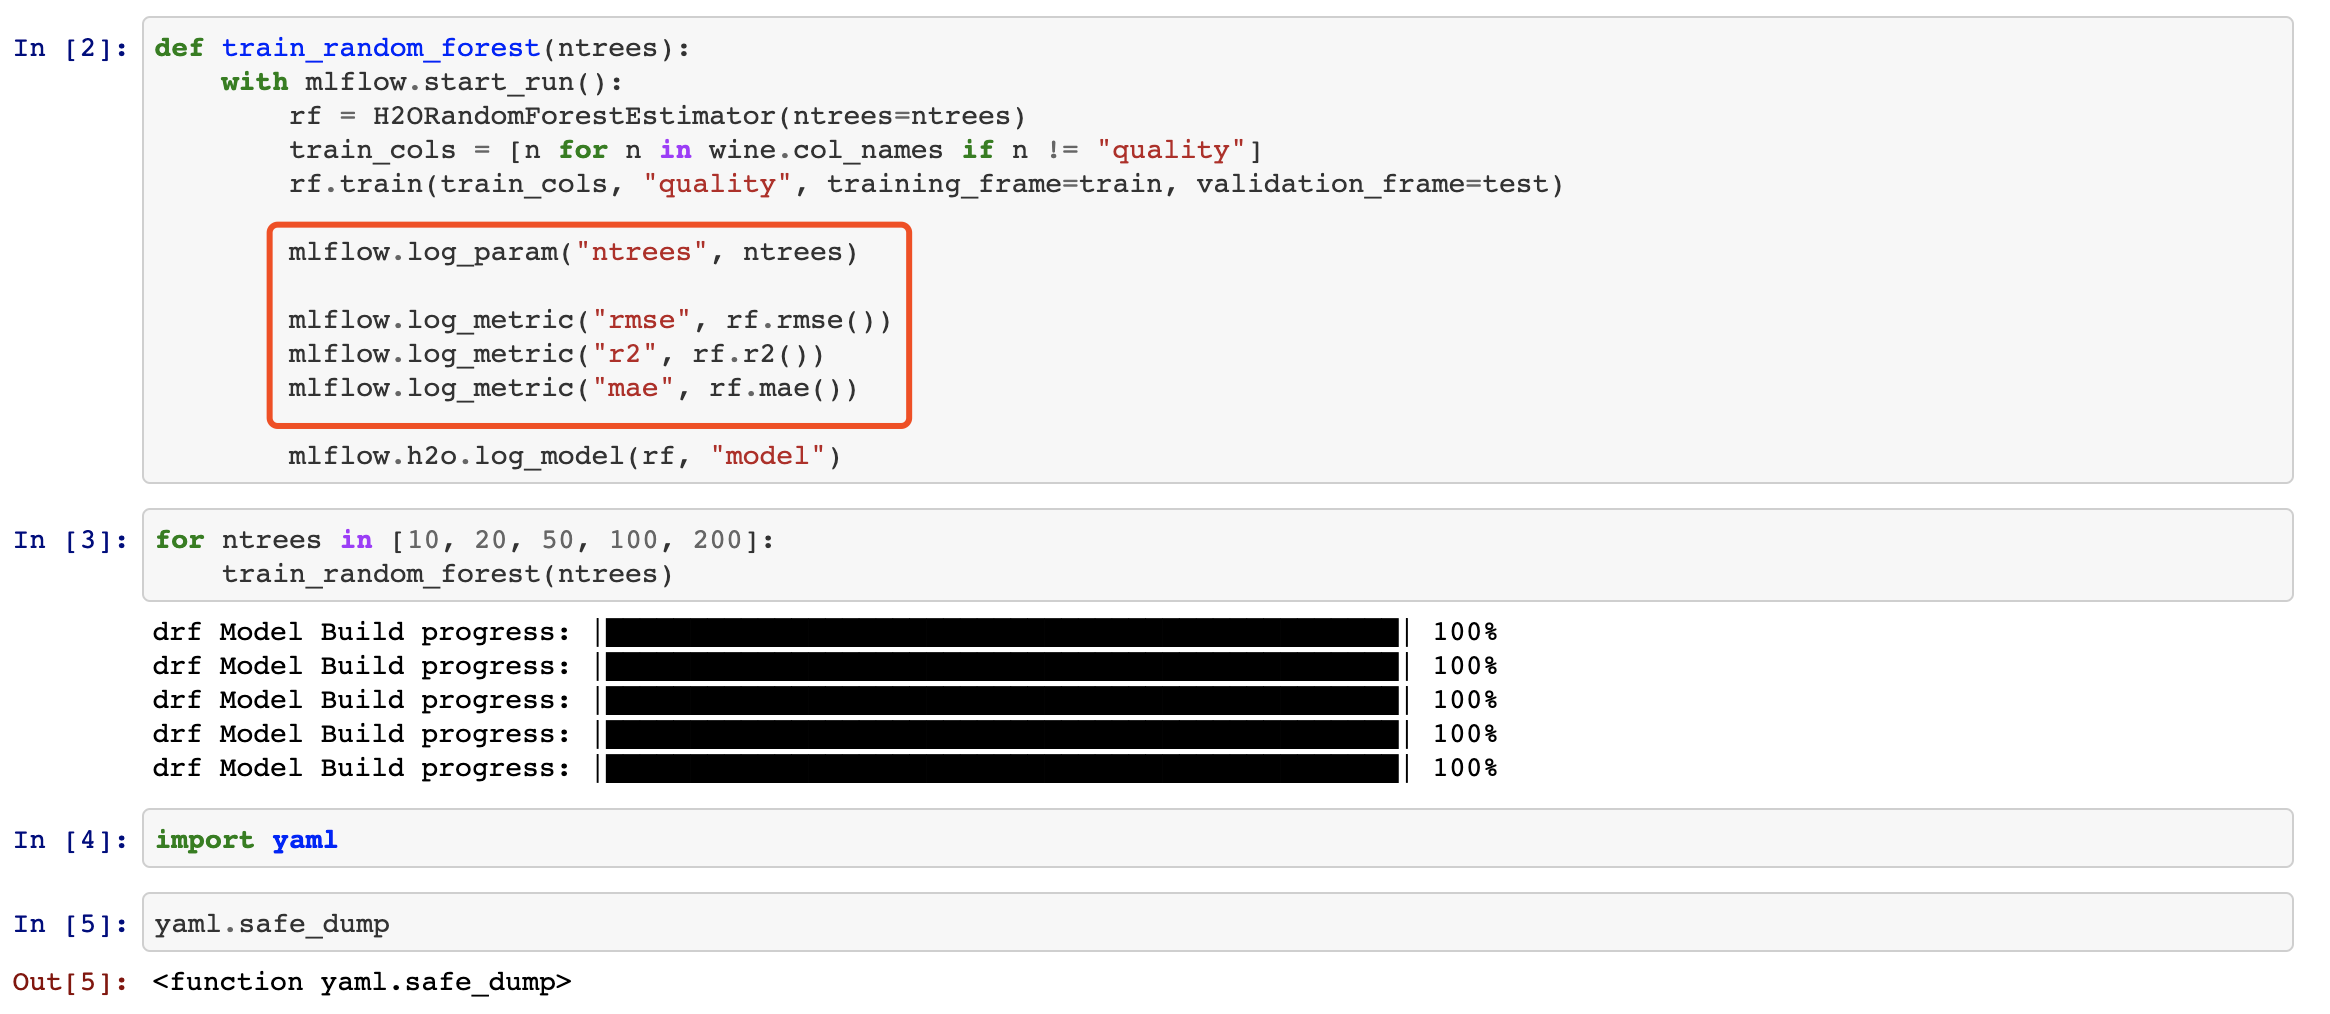 In [2]: def train_random_forest(ntrees):
    with mlflow.start_run():
        rf = H2ORandomForestEstimator(ntrees=ntrees)
        train_cols = [n for n in wine.col_names if n != "quality"]
        rf.train(train_cols, "quality", training_frame=train, validation_frame=test)
        mlflow.log_param("ntrees", ntrees)
        mlflow.log_metric("rmse", rf.rmse())
        mlflow.log_metric("r2", rf.r2())
        mlflow.log_metric("mae", rf.mae())
        mlflow.h2o.log_model(rf, "model")
In [3]: for ntrees in [10, 20, 50, 100, 200]:
    train_random_forest(ntrees)
drf Model Build progress: |█████████████████████████████████████████████████| 100%
drf Model Build progress: |█████████████████████████████████████████████████| 100%
drf Model Build progress: |█████████████████████████████████████████████████| 100%
drf Model Build progress: |█████████████████████████████████████████████████| 100%
drf Model Build progress: |█████████████████████████████████████████████████| 100%
In [4]: import yaml
In [5]: yaml.safe_dump
Out[5]: <function yaml.safe_dump>